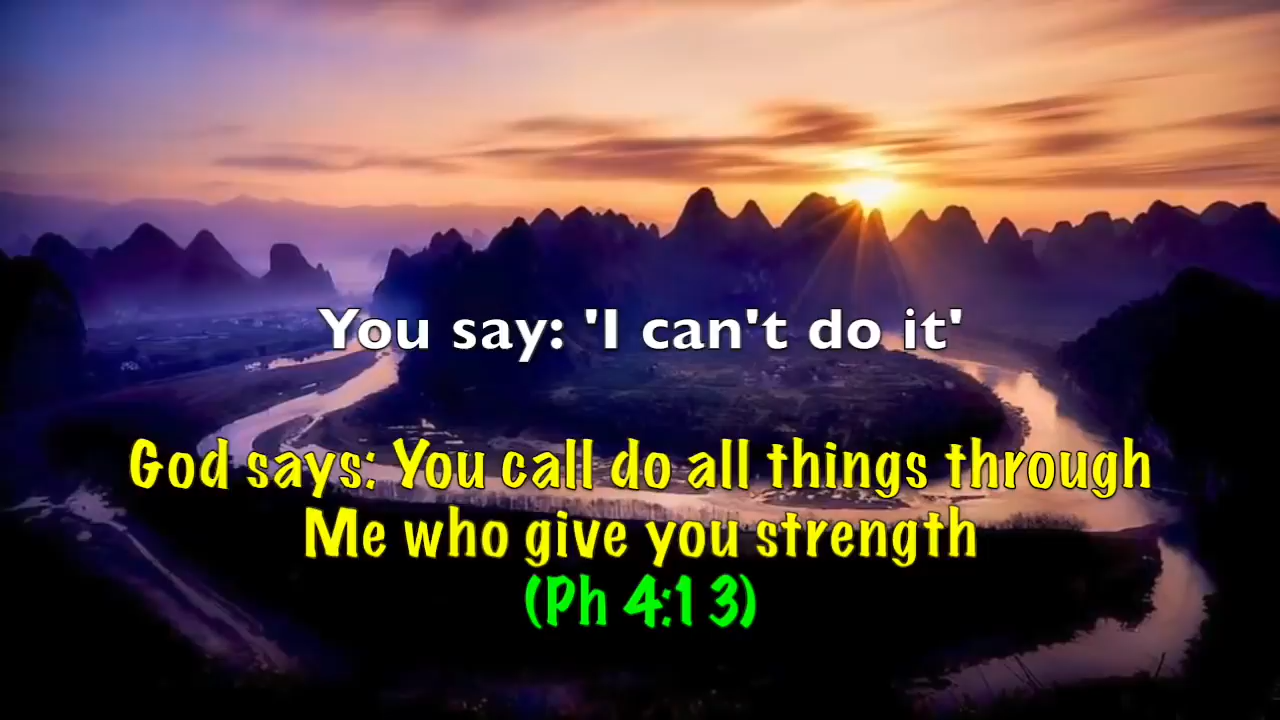 You say: 'I can't do it'
God says: You call do all things through
Me who give you strength
(Ph 4:13)